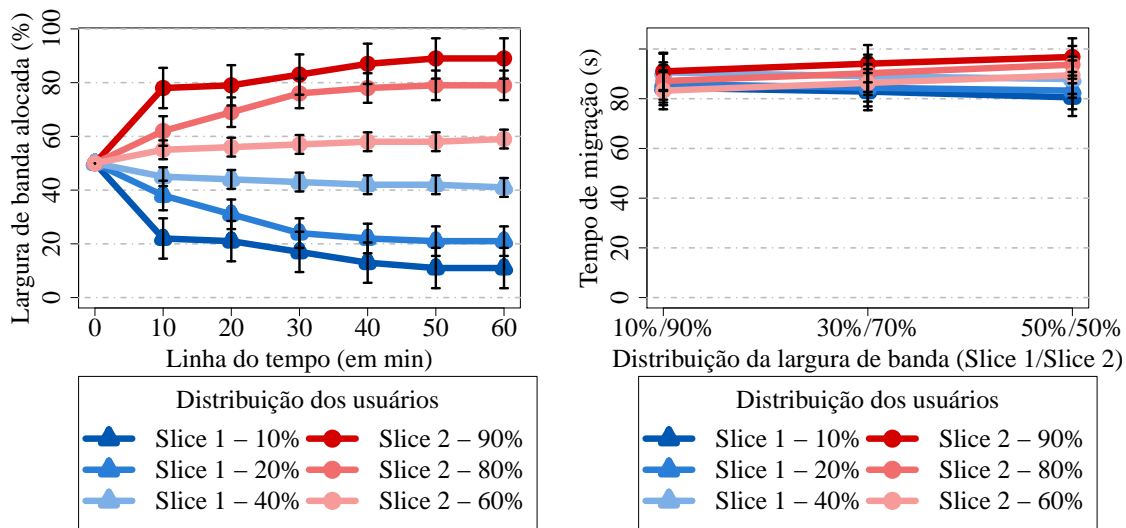 Largura de banda alocada (%)
0 20 40 60 80 100
0 10 20 30 40 50 60
Linha do tempo (em min)
Distribuição dos usuários
Slice 1 – 10% Slice 2 – 90%
Slice 1 – 20% Slice 2 – 80%
Slice 1 – 40% Slice 2 – 60%
Tempo de migração (s)
0 20 40 60 80
10%/90% 30%/70% 50%/50%
Distribuição da largura de banda (Slice 1/Slice 2)
Distribuição dos usuários
Slice 1 – 10% Slice 2 – 90%
Slice 1 – 20% Slice 2 – 80%
Slice 1 – 40% Slice 2 – 60%